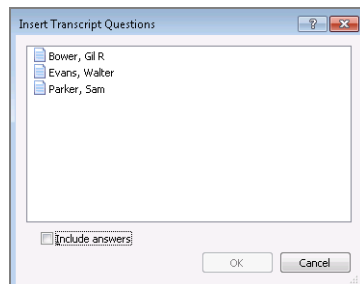 Insert Transcript Questions
Bower, Gil R
Evans, Walter
Parker, Sam
Include answers
OK Cancel